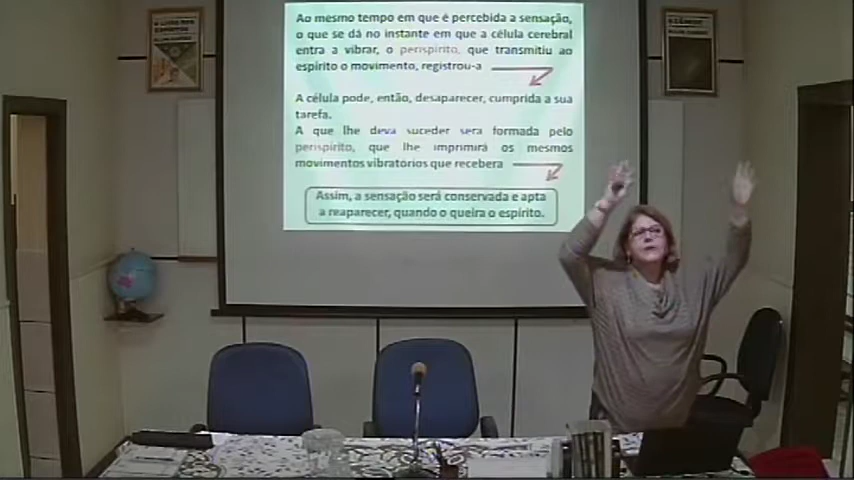 Ao mesmo tempo em que é percebida a sensação,
o que se dá no instante em que a célula cerebral
entra a vibrar, o perispírito, que transmitiu ao
espírito o movimento, registrou-a
A célula pode, então, desaparecer, cumprida a sua
tarefa.
A que lhe deva suceder sera formada pelo
perispírito, que lhe imprimirá os mesmos
movimentos vibratórios que recebera
Assim, a sensação será conservada e apta
a reaparecer, quando o queira o espírito.